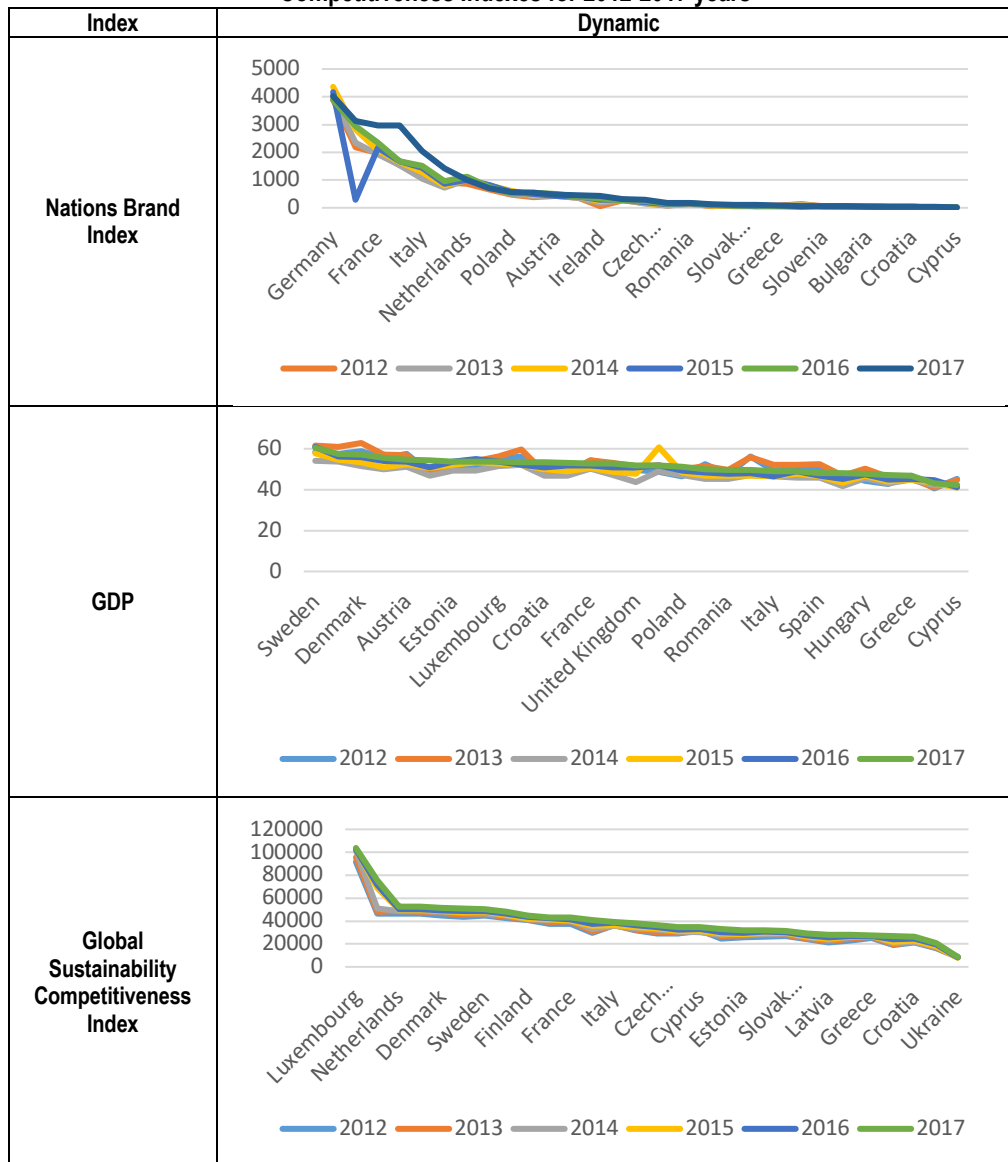 Index
Dynamic
Nations Brand
Index
5000
4000
3000
2000
1000
0
Germany
France
Italy
Netherlands
Poland
Austria
Ireland
Czech…
Romania
Slovak…
Greece
Slovenia
Bulgaria
Croatia
Cyprus
2012 2013 2014 2015 2016 2017
GDP
60
40
20
0
Sweden
Denmark
Austria
Estonia
Luxembourg
Croatia
France
United Kingdom
Poland
Romania
Italy
Spain
Hungary
Greece
Cyprus
2012 2013 2014 2015 2016 2017
Global
Sustainability
Competitiveness
Index
120000
100000
80000
60000
40000
20000
0
Luxembourg
Netherlands
Denmark
Sweden
Finland
France
Italy
Czech…
Cyprus
Estonia
Slovak…
Latvia
Greece
Croatia
Ukraine
2012 2013 2014 2015 2016 2017